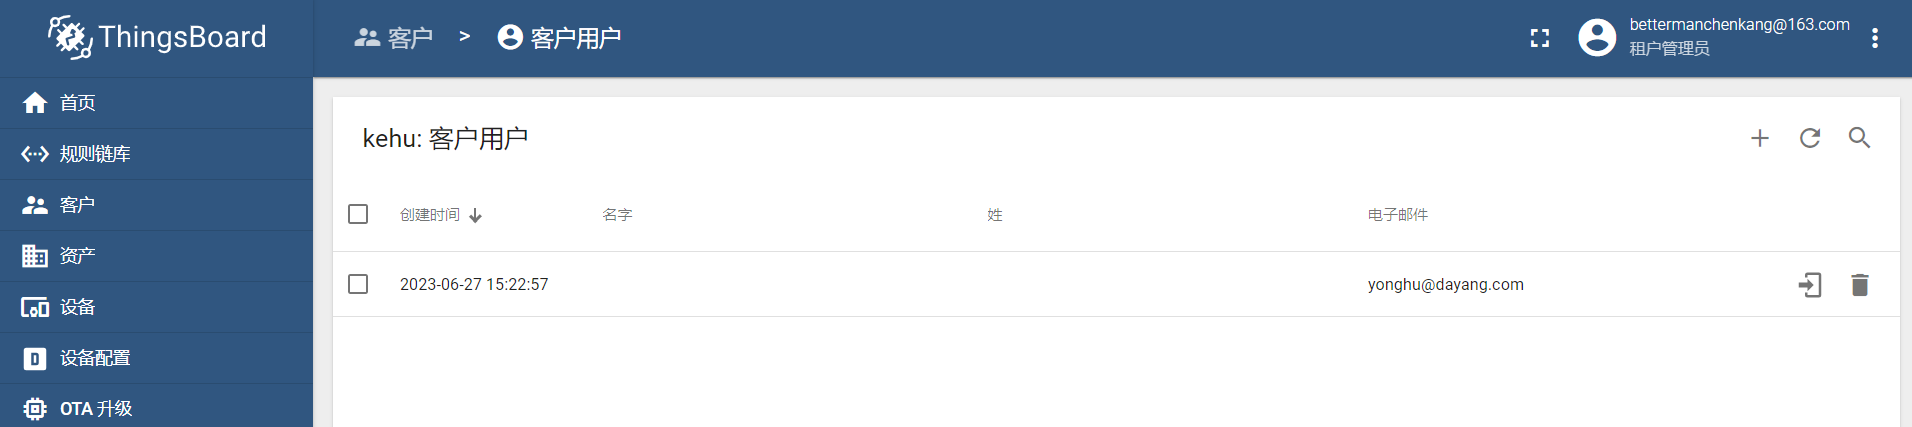 ThingsBoard
客户 > 客户用户
bettermanchenkang@163.com
租户管理员
首页
规则链库
客户
资产
设备
设备配置
OTA 升级
kehu: 客户用户
创建时间 名字 姓 电子邮件
2023-06-27 15:22:57 yonghu@dayang.com